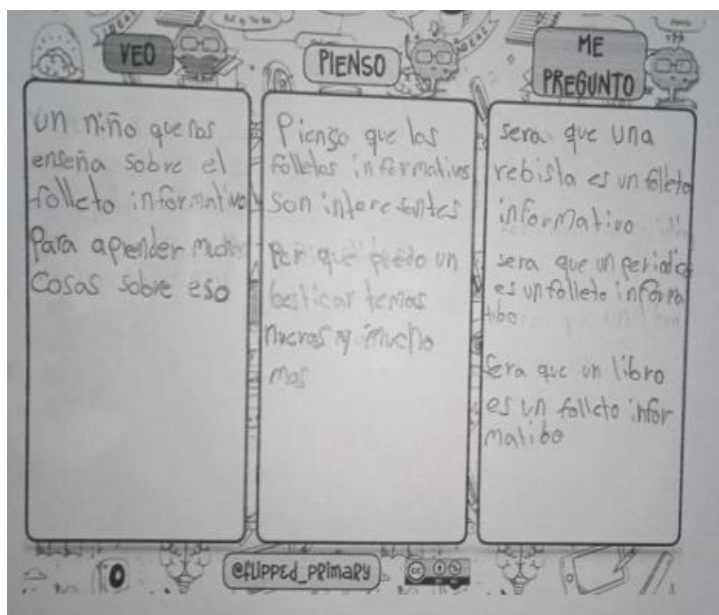 VEO
un niño que nos
enseña sobre el
folleto informativo
para aprender muchas
cosas sobre eso
PIENSO
Pienso que los
folletos informativos
son interesantes
Por que puedo un
besticar temas
nuevos y mucho
mas
ME
PREGUNTO
sera que una
rebista es un folleto
informativo
sera que un periodico
es un folleto informa
tibo
sera que un libro
es un folleto infor
matibo
@FLIPPEd_PRimaRy